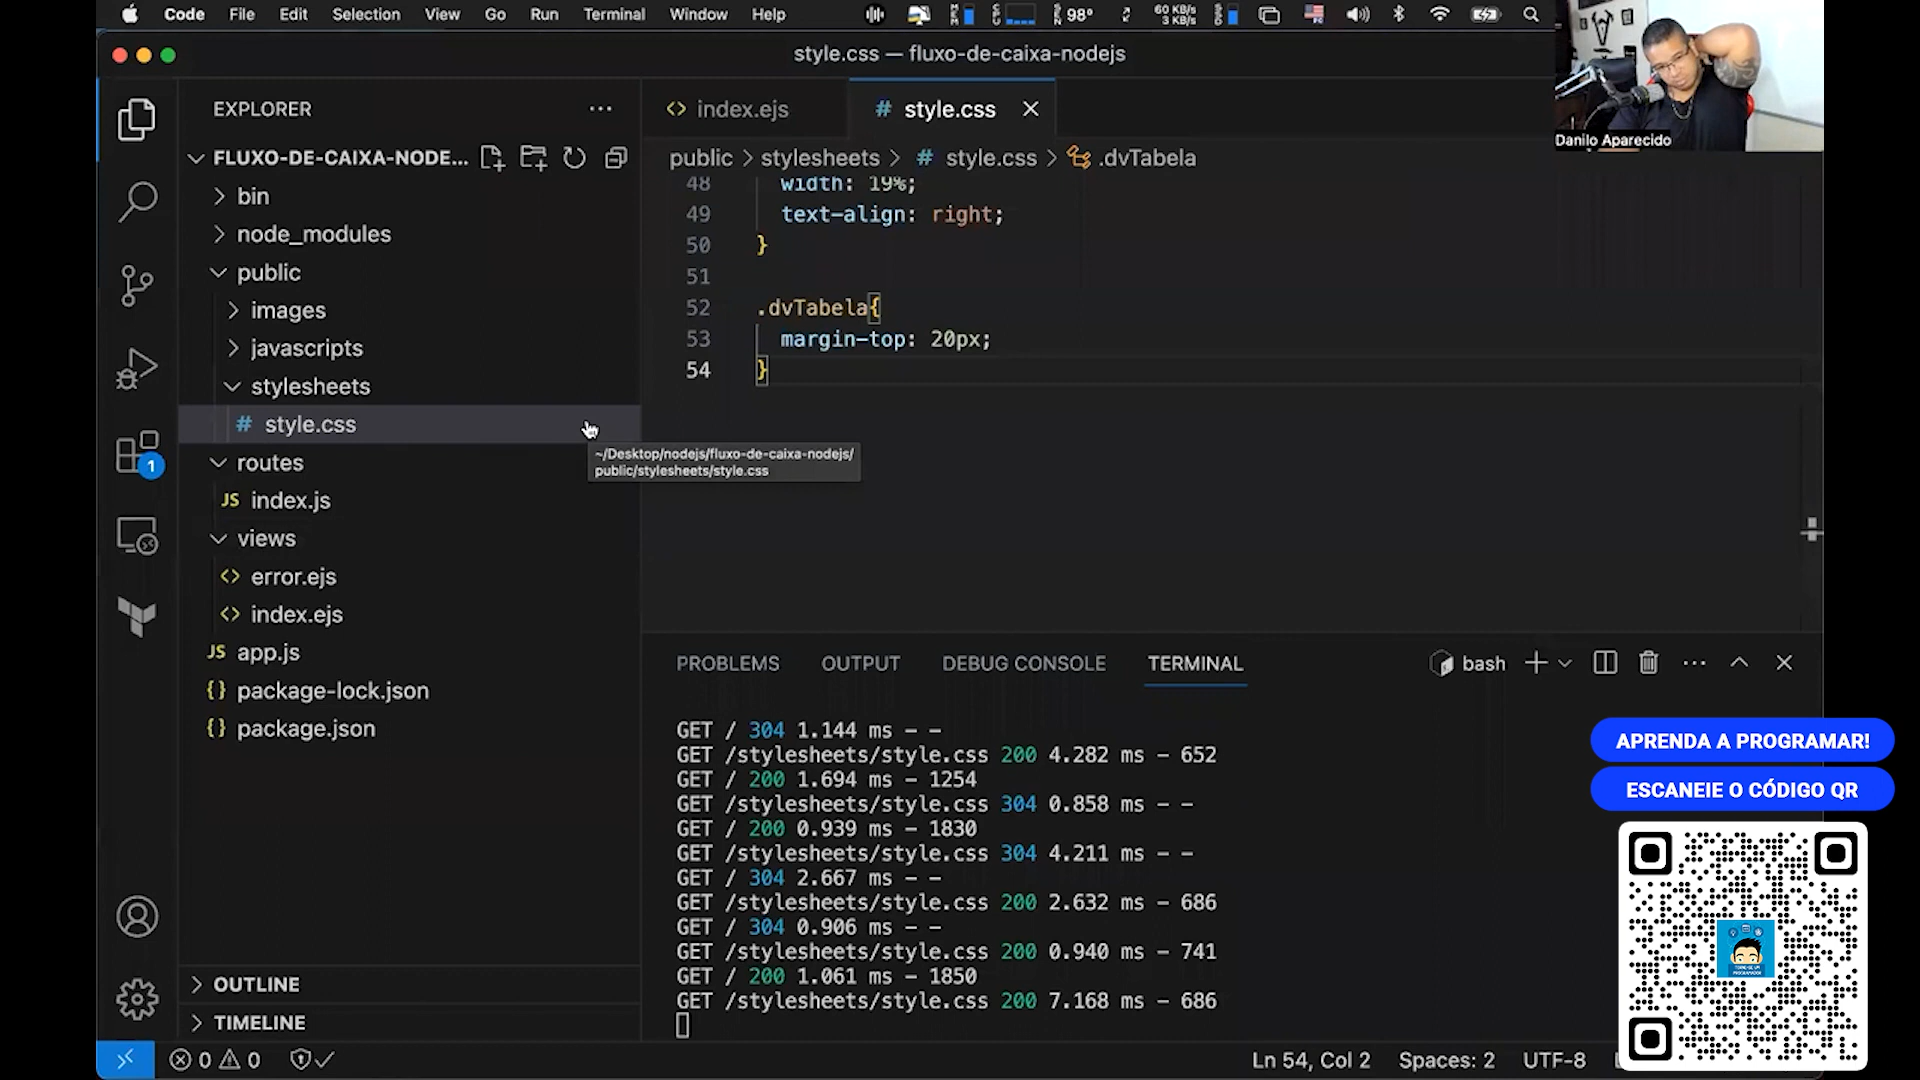 Code File Edit Selection View Go Run Terminal Window Help
98° 60 KB/s
3 KB/s
style.css — fluxo-de-caixa-nodejs
Danilo Aparecido
EXPLORER
FLUXO-DE-CAIXA-NODE...
bin
node_modules
public
images
javascripts
stylesheets
# style.css
routes
JS index.js
views
<> error.ejs
<> index.ejs
JS app.js
{} package-lock.json
{} package.json
OUTLINE
TIMELINE
1
<> index.ejs
# style.css
public > stylesheets > # style.css > .dvTabela
48 width: 19%;
49 text-align: right;
50 }
51
52 .dvTabela{
53 margin-top: 20px;
54 }
~/Desktop/nodejs/fluxo-de-caixa-nodejs/
public/stylesheets/style.css
PROBLEMS OUTPUT DEBUG CONSOLE TERMINAL
bash
GET / 304 1.144 ms - -
GET /stylesheets/style.css 200 4.282 ms - 652
GET / 200 1.694 ms - 1254
GET /stylesheets/style.css 304 0.858 ms - -
GET / 200 0.939 ms - 1830
GET /stylesheets/style.css 304 4.211 ms - -
GET / 304 2.667 ms - -
GET /stylesheets/style.css 200 2.632 ms - 686
GET / 304 0.906 ms - -
GET /stylesheets/style.css 200 0.940 ms - 741
GET / 200 1.061 ms - 1850
GET /stylesheets/style.css 200 7.168 ms - 686
0 0
Ln 54, Col 2 Spaces: 2 UTF-8
APRENDA A PROGRAMAR!
ESCANEIE O CÓDIGO QR